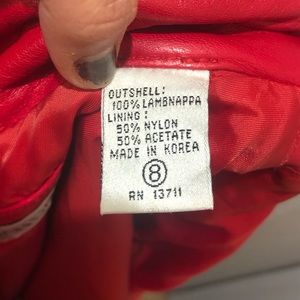 OUTSHELL:
100% LAMBNAPPA
LINING:
50% NYLON
50% ACETATE
MADE IN KOREA
8
RN 13711